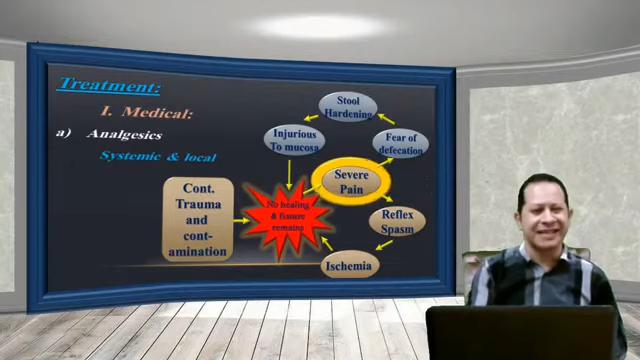 Treatment:
I. Medical:
a) Analgesics
Systemic & local
Stool
Hardening
Injurious
To mucosa
Fear of
defecation
Severe
Pain
Cont.
Trauma
and
cont-
amination
No healing
& fissure
remains
Reflex
Spasm
Ischemia